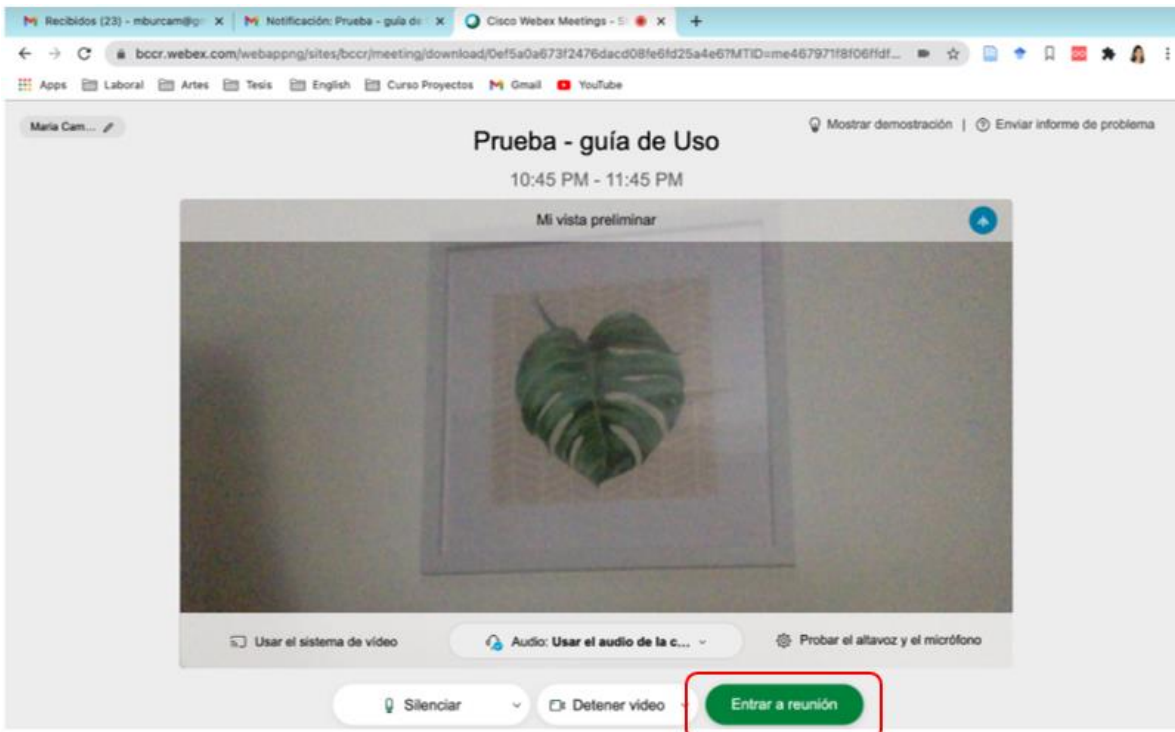 Recibidos (23) - mburcam@g
Notificación: Prueba - guía de
Cisco Webex Meetings - S
bccr.webex.com/webappng/sites/bccr/meeting/download/0ef5a0a673f2476dacd08fe6fd25a4e6?MTID=me467971f8f06ffdf...
Apps Laboral Artes Tesis English Curso Proyectos Gmail YouTube
Maria Cam...
Mostrar demostración | Enviar informe de problema
Prueba - guía de Uso
10:45 PM - 11:45 PM
Mi vista preliminar
Usar el sistema de vídeo
Audio: Usar el audio de la c...
Probar el altavoz y el micrófono
Silenciar
Detener vídeo
Entrar a reunión